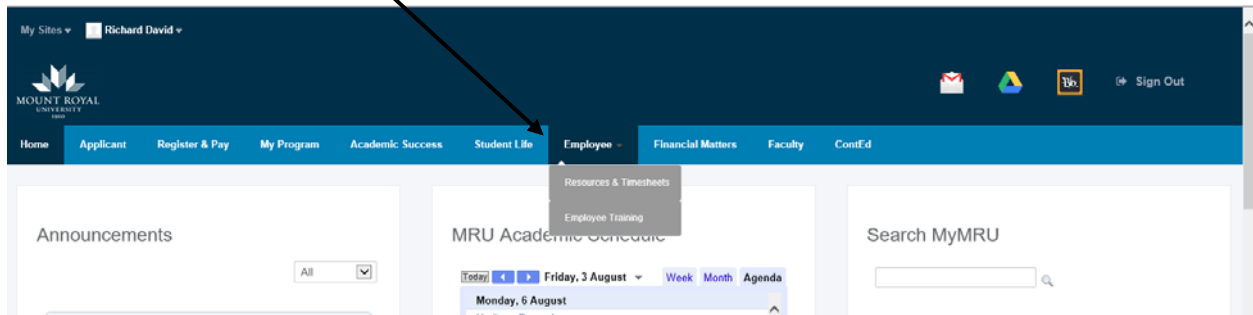 My Sites Richard David
MOUNT ROYAL
UNIVERSITY
1910
Bb
Sign Out
Home Applicant Register & Pay My Program Academic Success Student Life Employee Financial Matters Faculty ContEd
Resources & Timesheets
Employee Training
Announcements
All
MRU Academic Schedule
Today Friday, 3 August Week Month Agenda
Monday, 6 August
Search MyMRU